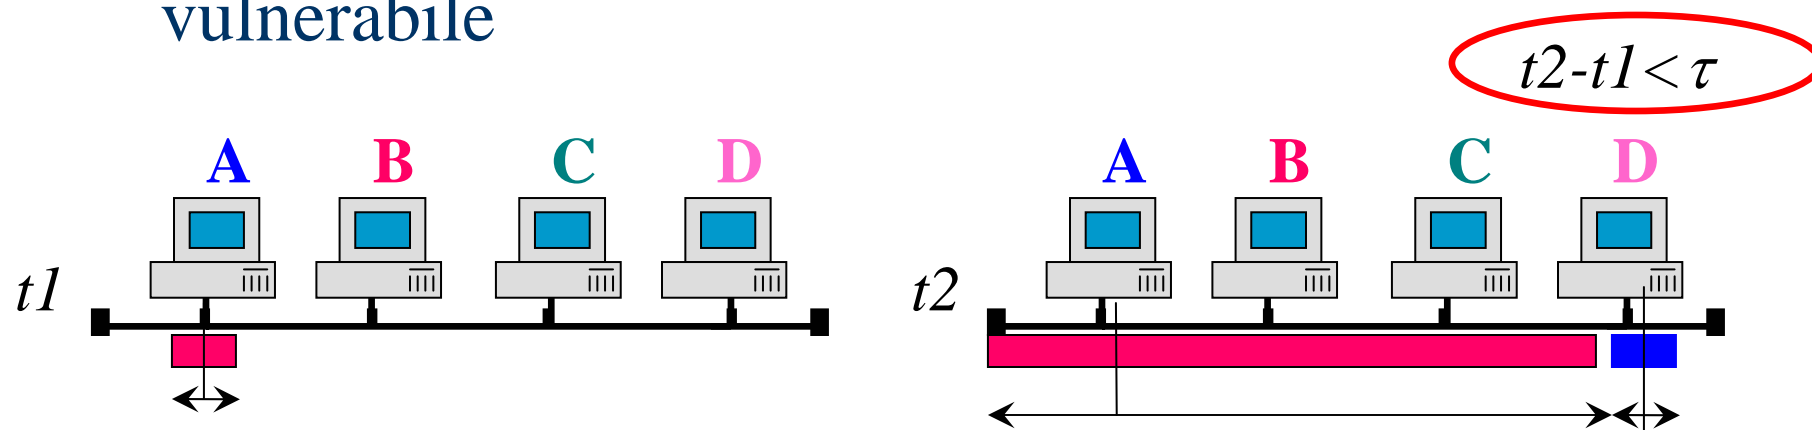 vulnerabile
t2-t1<τ
A B C D
A B C D
t1
t2